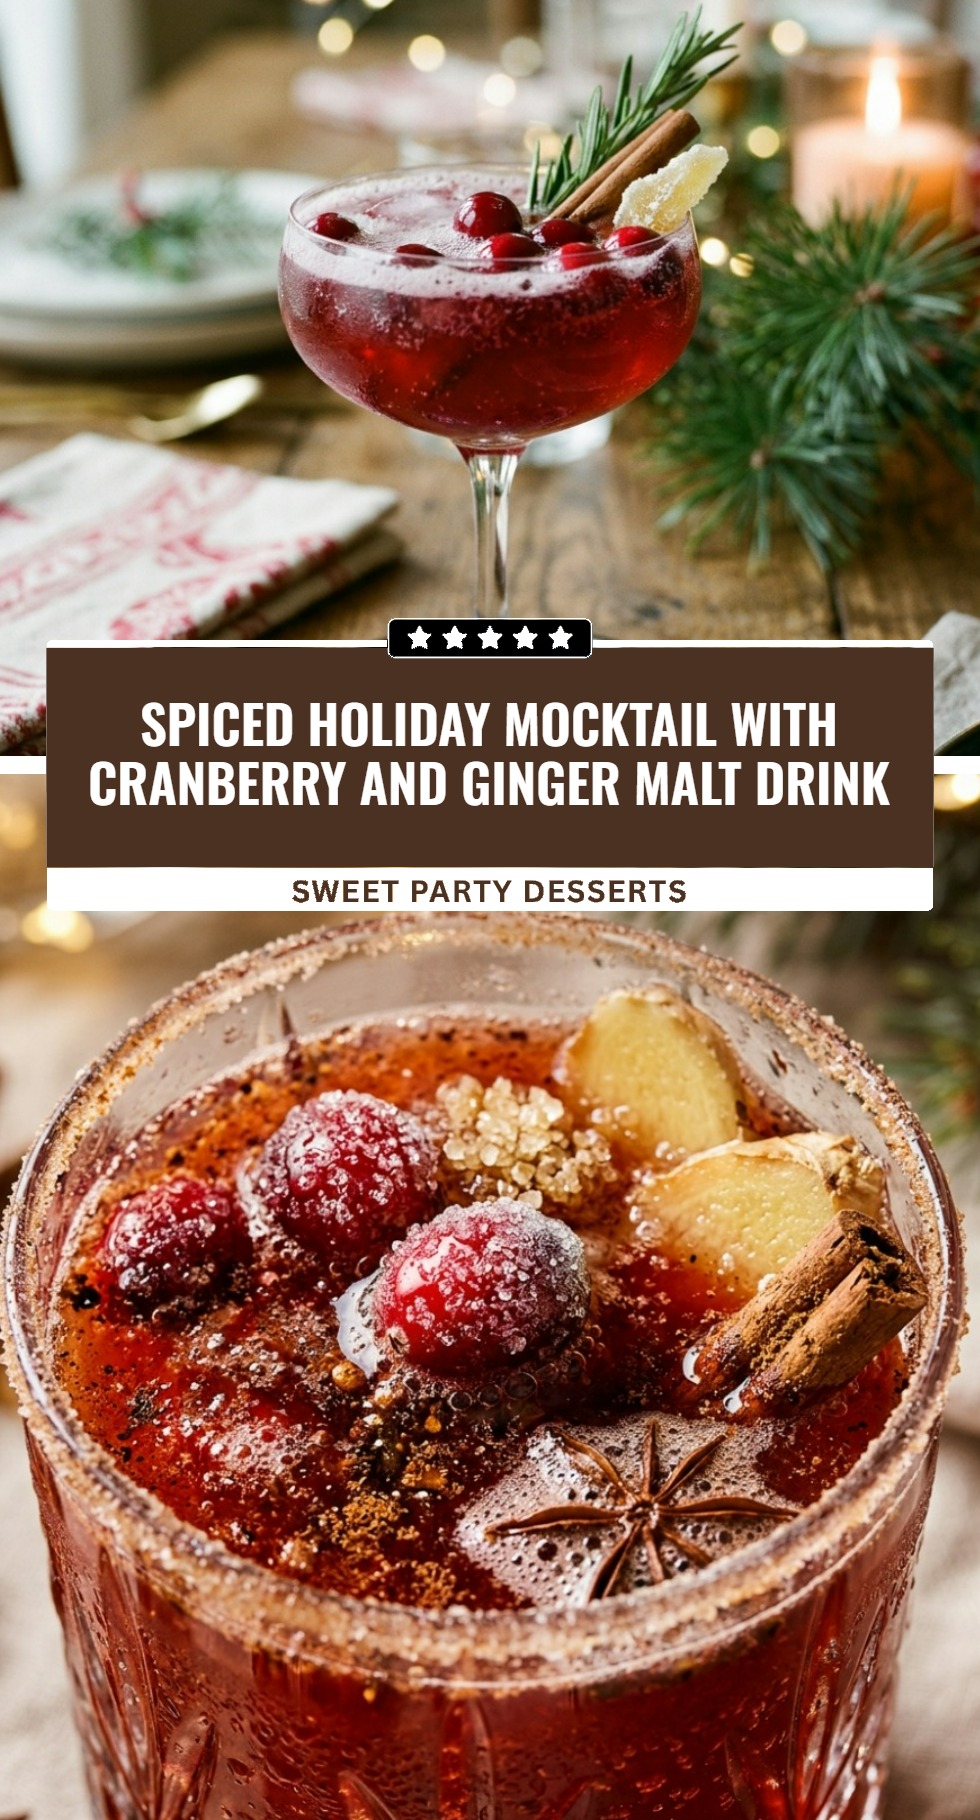 SPICED HOLIDAY MOCKTAIL WITH
CRANBERRY AND GINGER MALT DRINK
SWEET PARTY DESSERTS